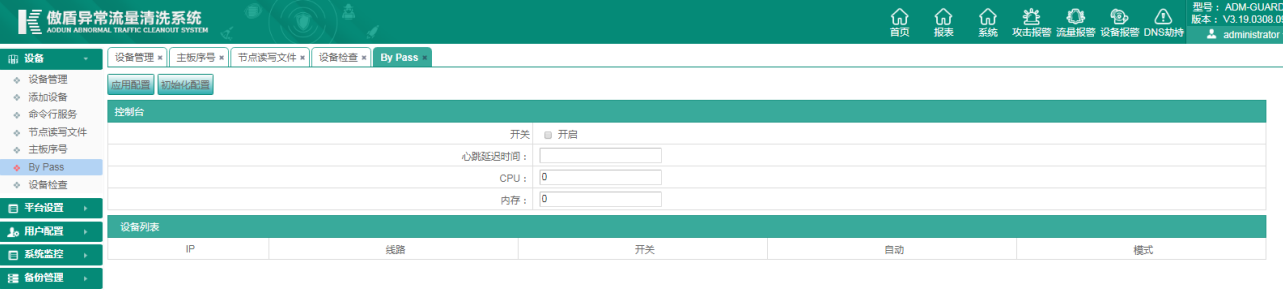 傲盾异常流量清洗系统
AODUN ABNORMAL TRAFFIC CLEANOUT SYSTEM
首页 报表 系统 攻击报警 流量报警 设备报警 DNS劫持
型号： ADM-GUARD
版本： V3.19.0308.05
administrator
设备
设备管理
添加设备
命令行服务
节点读写文件
主板序号
By Pass
设备检查
平台设置
用户配置
系统监控
备份管理
设备管理 × 主板序号 × 节点读写文件 × 设备检查 × By Pass ×
应用配置 初始化配置
控制台
开关 开启
心跳延迟时间：
CPU： 0
内存： 0
设备列表
IP 线路 开关 自动 模式